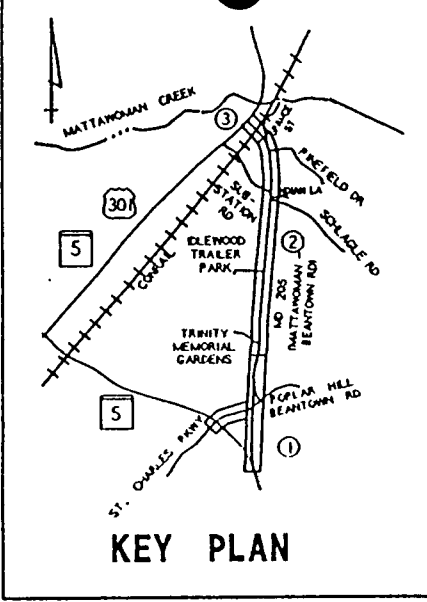 MATTAWOMAN CREEK
3
PINEFIELD DR
301
SUB-
STATION
RD
SCHLAGLE RD
5
CONRAIL
2
IDLEWOOD
TRAILER
PARK
MD 205
(MATTAWOMAN -
BEANTOWN RD)
TRINITY
MEMORIAL
GARDENS
POPLAR HILL
BEANTOWN RD
5
ST. CHARLES PKWY
1
KEY PLAN